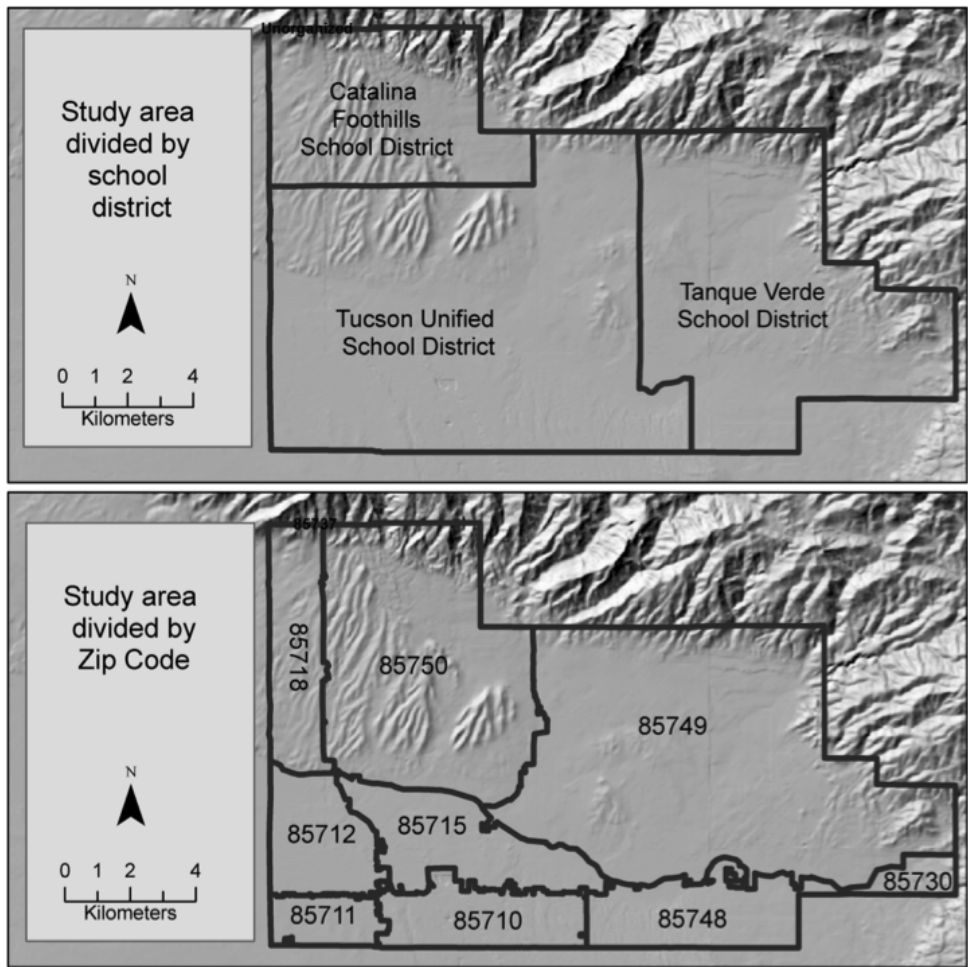 Unorganized
Study area
divided by
school
district
Catalina
Foothills
School District
Tucson Unified
School District
Tanque Verde
School District
N
0 1 2 4
Kilometers
85737
Study area
divided by
Zip Code
85718
85750
85749
85712
85715
85730
85711
85710
85748
N
0 1 2 4
Kilometers